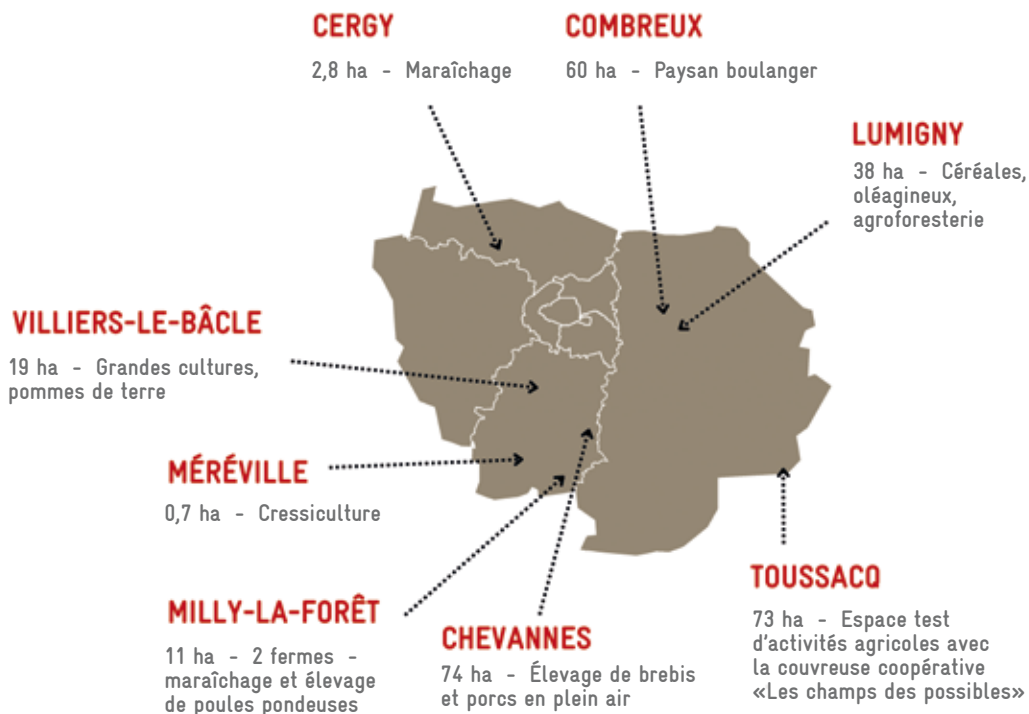 CERGY
2,8 ha - Maraîchage
COMBREUX
60 ha - Paysan boulanger
LUMIGNY
38 ha - Céréales,
oléagineux,
agroforesterie
VILLIERS-LE-BÂCLE
19 ha - Grandes cultures,
pommes de terre
MÉRÉVILLE
0,7 ha - Cressiculture
MILLY-LA-FORÊT
11 ha - 2 fermes -
maraîchage et élevage
de poules pondeuses
CHEVANNES
74 ha - Élevage de brebis
et porcs en plein air
TOUSSACQ
73 ha - Espace test
d'activités agricoles avec
la couvreuse coopérative
«Les champs des possibles»